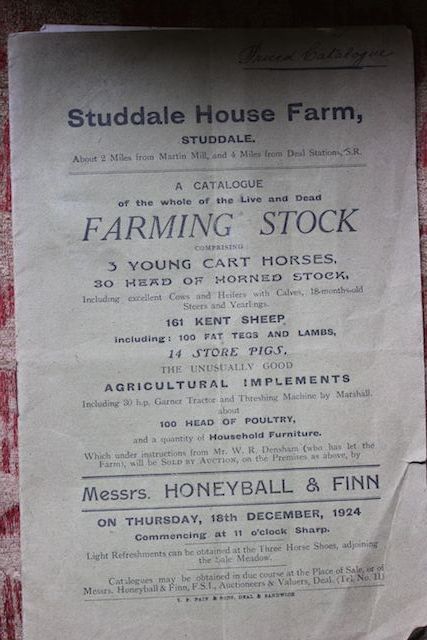 Priced Catalogue
Studdale House Farm,
STUDDALE.
About 2 Miles from Martin Mill, and 4 Miles from Deal Stations, S.R.
A CATALOGUE
of the whole of the Live and Dead
FARMING STOCK
COMPRISING
3 YOUNG CART HORSES,
30 HEAD OF HORNED STOCK,
Including excellent Cows and Heifers with Calves, 18-months-old
Steers and Yearlings.
161 KENT SHEEP,
including: 100 FAT TEGS AND LAMBS,
14 STORE PIGS,
THE UNUSUALLY GOOD
AGRICULTURAL IMPLEMENTS
Including 30 h.p. Garner Tractor and Threshing Machine by Marshall.
about
100 HEAD OF POULTRY,
and a quantity of Household Furniture.
Which under instructions from Mr. W. R. Densham (who has let the
Farm), will be SOLD BY AUCTION, on the Premises as above, by
Messrs. HONEYBALL & FINN
ON THURSDAY, 18th DECEMBER, 1924
Commencing at 11 o'clock Sharp.
Light Refreshments can be obtained at the Three Horse Shoes, adjoining
the Sale Meadow.
Catalogues may be obtained in due course at the Place of Sale, or of
Messrs. Honeyball & Finn, F.S.I., Auctioneers & Valuers, Deal. (Tel. No. 11)
T. F. PAIN & SONS, DEAL & SANDWICH